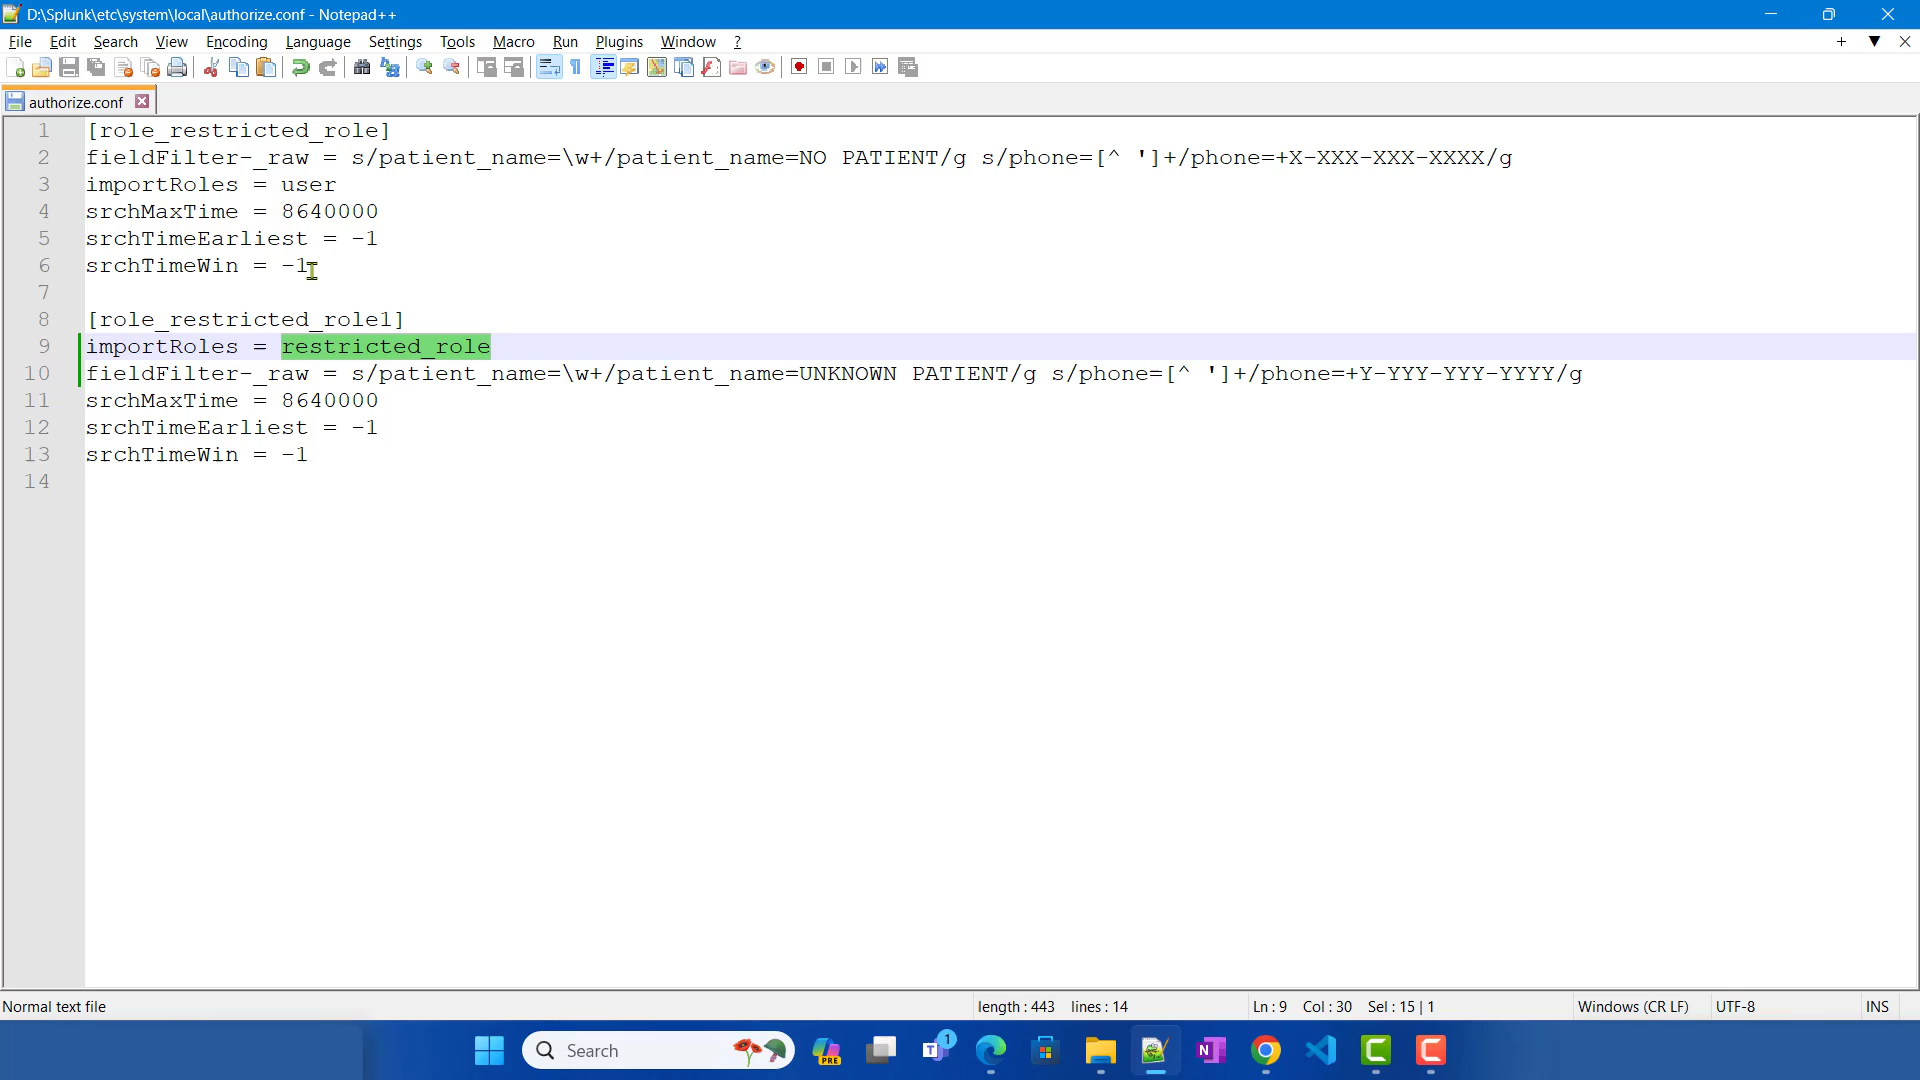 D:\Splunk\etc\system\local\authorize.conf - Notepad++
File Edit Search View Encoding Language Settings Tools Macro Run Plugins Window ?
authorize.conf
1 [role_restricted_role]
2 fieldFilter-_raw = s/patient_name=\w+/patient_name=NO PATIENT/g s/phone=[^ ']+/phone=+X-XXX-XXX-XXXX/g
3 importRoles = user
4 srchMaxTime = 8640000
5 srchTimeEarliest = -1
6 srchTimeWin = -1
7
8 [role_restricted_role1]
9 importRoles = restricted_role
10 fieldFilter-_raw = s/patient_name=\w+/patient_name=UNKNOWN PATIENT/g s/phone=[^ ']+/phone=+Y-YYY-YYY-YYYY/g
11 srchMaxTime = 8640000
12 srchTimeEarliest = -1
13 srchTimeWin = -1
14
Normal text file length : 443 lines : 14 Ln : 9 Col : 30 Sel : 15 | 1 Windows (CR LF) UTF-8 INS
Search PRE 1